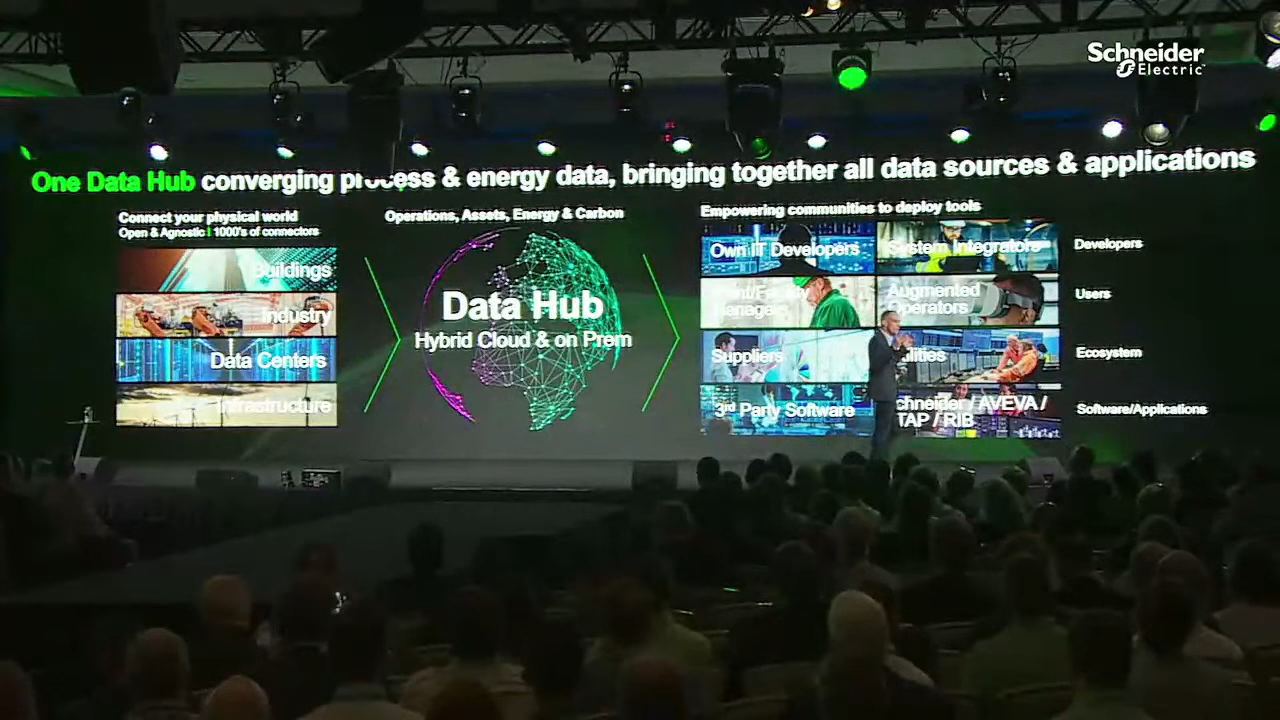 Schneider
Electric
One Data Hub converging process & energy data, bringing together all data sources & applications
Connect your physical world
Open & Agnostic I 1000's of connectors
Buildings
Industry
Data Centers
Infrastructure
Operations, Assets, Energy & Carbon
Data Hub
Hybrid Cloud & on Prem
Empowering communities to deploy tools
Own IT Developers
System Integrators
Developers
Augmented
Operators
Users
Suppliers
Ecosystem
3rd Party Software
Schneider / AVEVA /
ETAP / RIB
Software/Applications